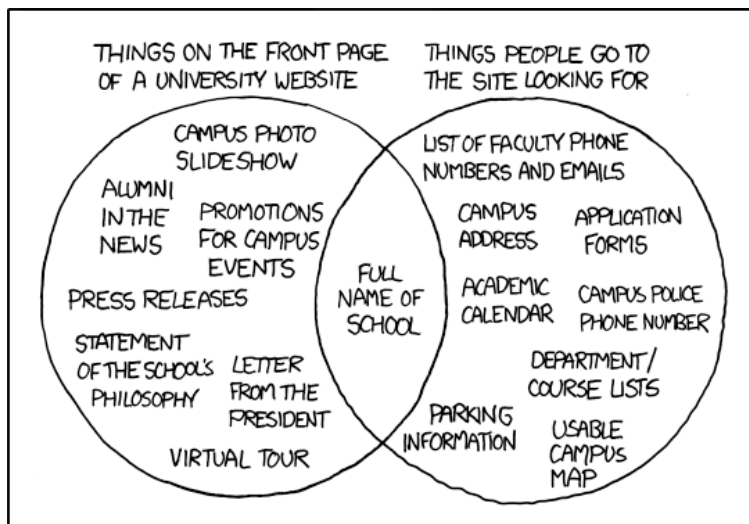 THINGS ON THE FRONT PAGE
OF A UNIVERSITY WEBSITE
THINGS PEOPLE GO TO
THE SITE LOOKING FOR
CAMPUS PHOTO
SLIDESHOW
ALUMNI
IN THE
NEWS
PROMOTIONS
FOR CAMPUS
EVENTS
PRESS RELEASES
STATEMENT
OF THE SCHOOL'S
PHILOSOPHY
LETTER
FROM THE
PRESIDENT
VIRTUAL TOUR
FULL
NAME OF
SCHOOL
LIST OF FACULTY PHONE
NUMBERS AND EMAILS
CAMPUS
ADDRESS
APPLICATION
FORMS
ACADEMIC
CALENDAR
CAMPUS POLICE
PHONE NUMBER
DEPARTMENT/
COURSE LISTS
PARKING
INFORMATION
USABLE
CAMPUS
MAP